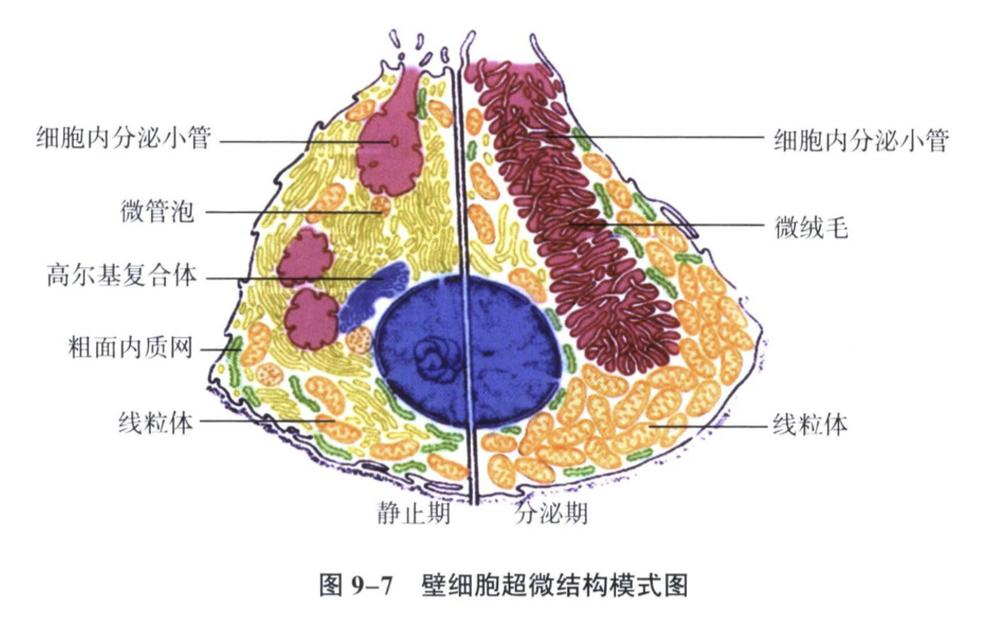 细胞内分泌小管
细胞内分泌小管
微管泡
微绒毛
高尔基复合体
粗面内质网
线粒体
线粒体
静止期
分泌期
图 9-7 壁细胞超微结构模式图